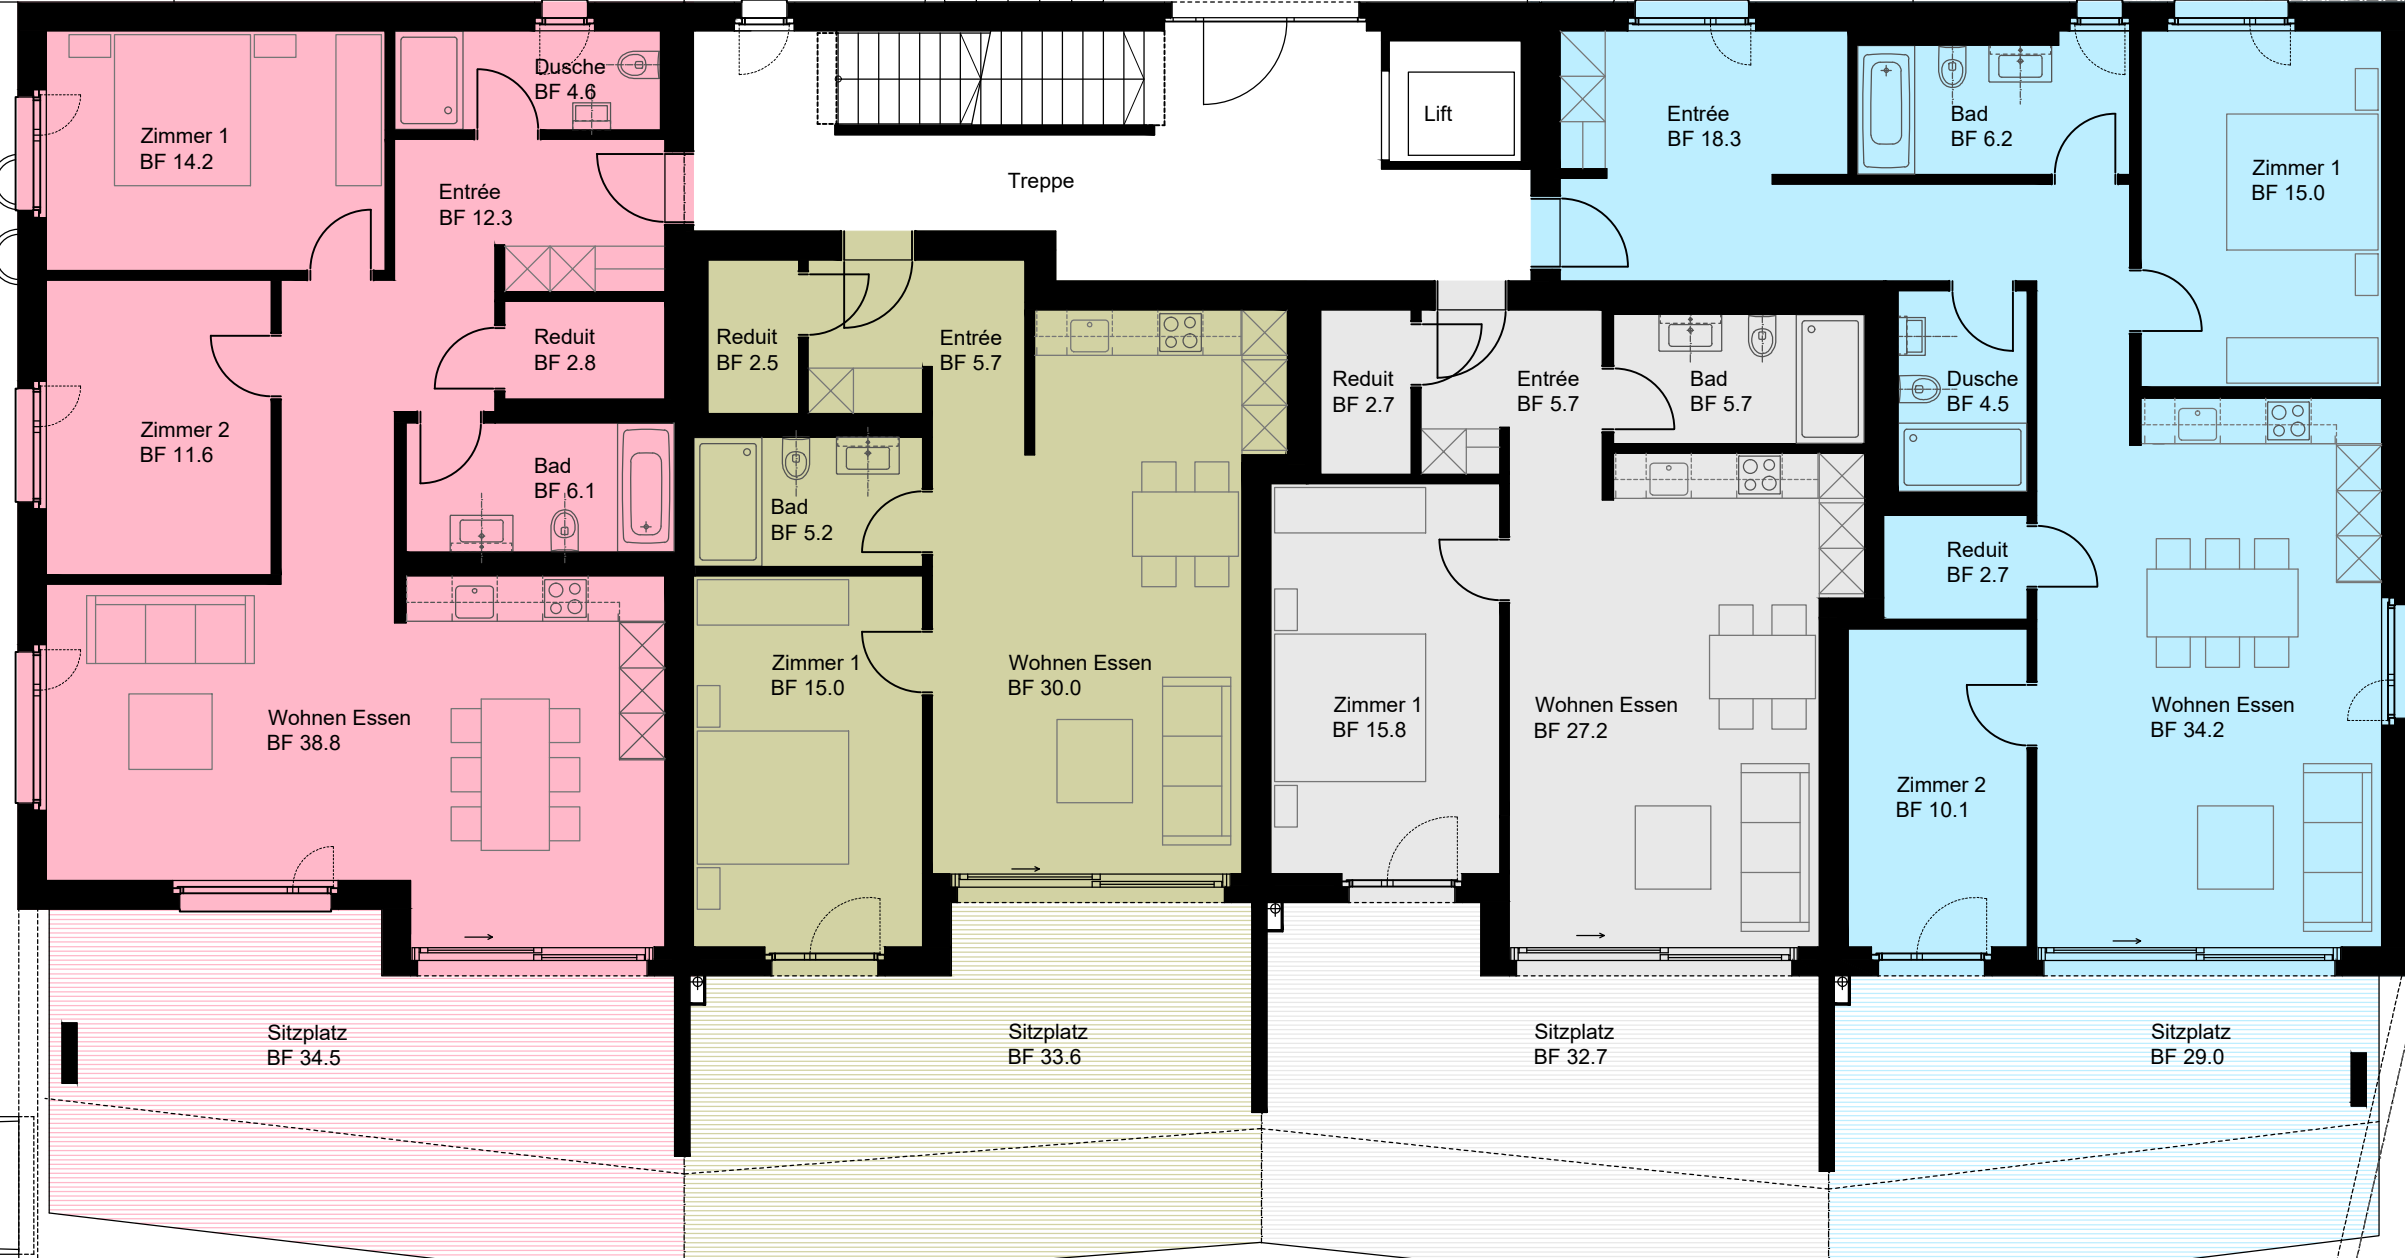 Zimmer 1
BF 14.2
Dusche
BF 4.6
Entrée
BF 12.3
Zimmer 2
BF 11.6
Reduit
BF 2.8
Bad
BF 6.1
Wohnen Essen
BF 38.8
Sitzplatz
BF 34.5
Treppe
Lift
Reduit
BF 2.5
Entrée
BF 5.7
Bad
BF 5.2
Zimmer 1
BF 15.0
Wohnen Essen
BF 30.0
Sitzplatz
BF 33.6
Reduit
BF 2.7
Entrée
BF 5.7
Bad
BF 5.7
Zimmer 1
BF 15.8
Wohnen Essen
BF 27.2
Sitzplatz
BF 32.7
Entrée
BF 18.3
Bad
BF 6.2
Zimmer 1
BF 15.0
Dusche
BF 4.5
Reduit
BF 2.7
Zimmer 2
BF 10.1
Wohnen Essen
BF 34.2
Sitzplatz
BF 29.0